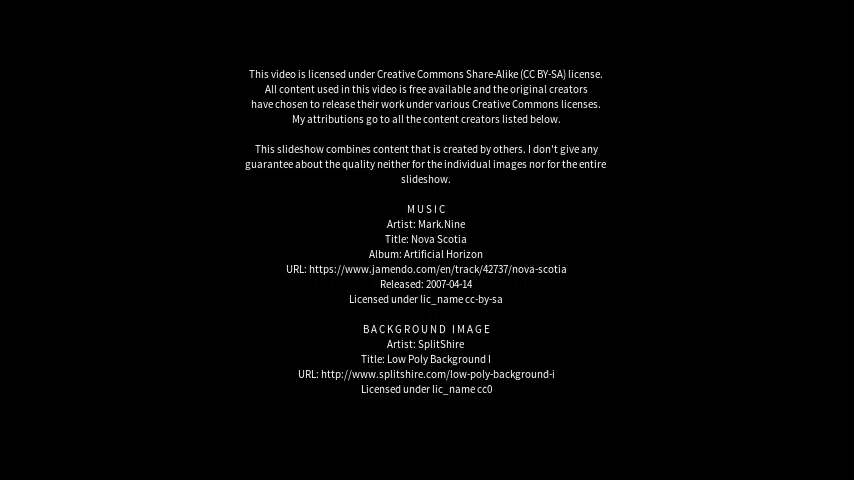 This video is licensed under Creative Commons Share-Alike (CC BY-SA) license.
All content used in this video is free available and the original creators
have chosen to release their work under various Creative Commons licenses.
My attributions go to all the content creators listed below.
This slideshow combines content that is created by others. I don't give any
guarantee about the quality neither for the individual images nor for the entire
slideshow.
MUSIC
Artist: Mark.Nine
Title: Nova Scotia
Album: Artificial Horizon
URL: https://www.jamendo.com/en/track/42737/nova-scotia
Released: 2007-04-14
Licensed under lic_name cc-by-sa
BACKGROUND IMAGE
Artist: SplitShire
Title: Low Poly Background I
URL: http://www.splitshire.com/low-poly-background-i
Licensed under lic_name cc0